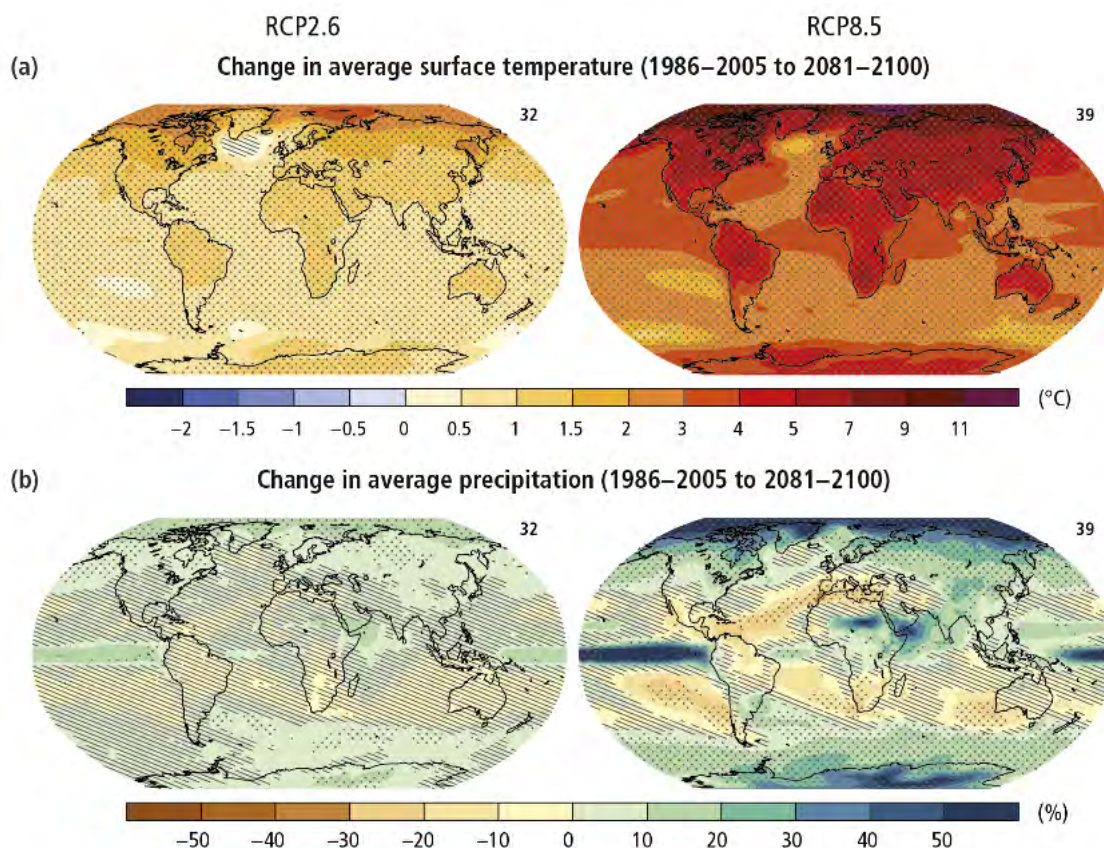 RCP2.6 RCP8.5
(a) Change in average surface temperature (1986–2005 to 2081–2100)
32 39
(°C)
−2 −1.5 −1 −0.5 0 0.5 1 1.5 2 3 4 5 7 9 11
(b) Change in average precipitation (1986–2005 to 2081–2100)
32 39
(%)
−50 −40 −30 −20 −10 0 10 20 30 40 50